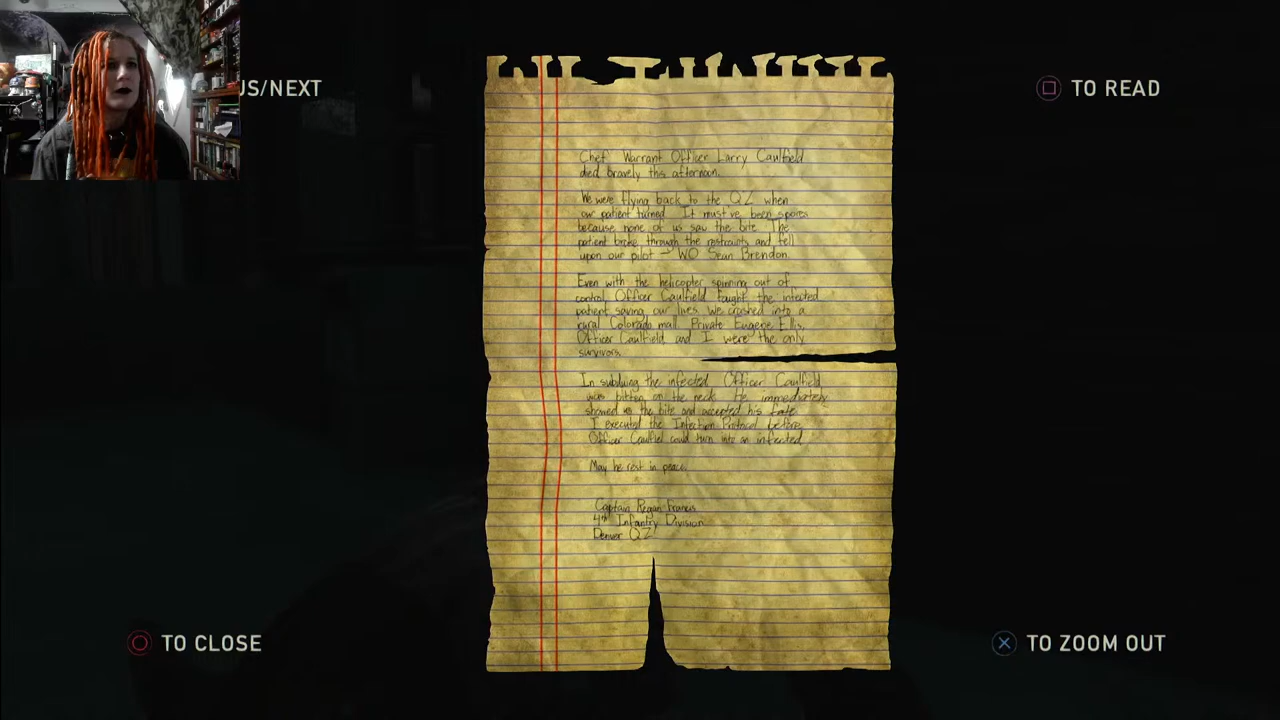 US/NEXT
TO READ
Chief Warrant Officer Larry Caulfield
died bravely this afternoon.
We were flying back to the QZ when
our patient turned. It must've been spores
because none of us saw the bite. The
patient broke through the restraints and fell
upon our pilot - WO Sean Brendon.
Even with the helicopter spinning out of
control Officer Caulfield fought the infected
patient saving our lives. We crashed into a
rural Colorado mall. Private Eugene Ellis,
Officer Caulfield and I were the only
survivors.
In subduing the infected Officer Caulfield
was bitten on the neck. He immediately
showed us the bite and accepted his fate.
I executed the Infection Protocol before
Officer Caulfiel could turn into an infected.
May he rest in peace.
Captain Regan Francis
4th Infantry Division
Denver QZ
TO CLOSE
TO ZOOM OUT